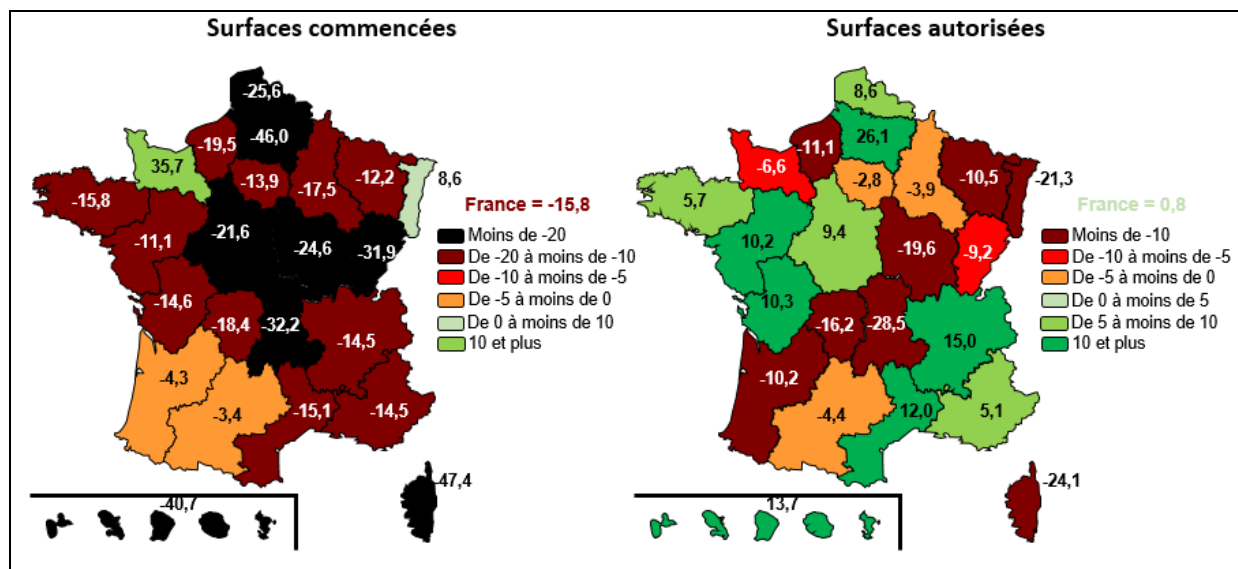 Surfaces commencées
-25,6
-46,0
-19,5
35,7
-13,9
-17,5
-12,2
8,6
-15,8
-11,1
-21,6
-24,6
-31,9
-14,6
-18,4
-32,2
-14,5
-4,3
-3,4
-15,1
-14,5
-47,4
-40,7
France = -15,8
Moins de -20
De -20 à moins de -10
De -10 à moins de -5
De -5 à moins de 0
De 0 à moins de 10
10 et plus
Surfaces autorisées
8,6
26,1
-11,1
-6,6
-2,8
-3,9
-10,5
-21,3
5,7
10,2
9,4
-19,6
-9,2
10,3
-16,2
-28,5
15,0
-10,2
-4,4
12,0
5,1
-24,1
13,7
France = 0,8
Moins de -10
De -10 à moins de -5
De -5 à moins de 0
De 0 à moins de 5
De 5 à moins de 10
10 et plus